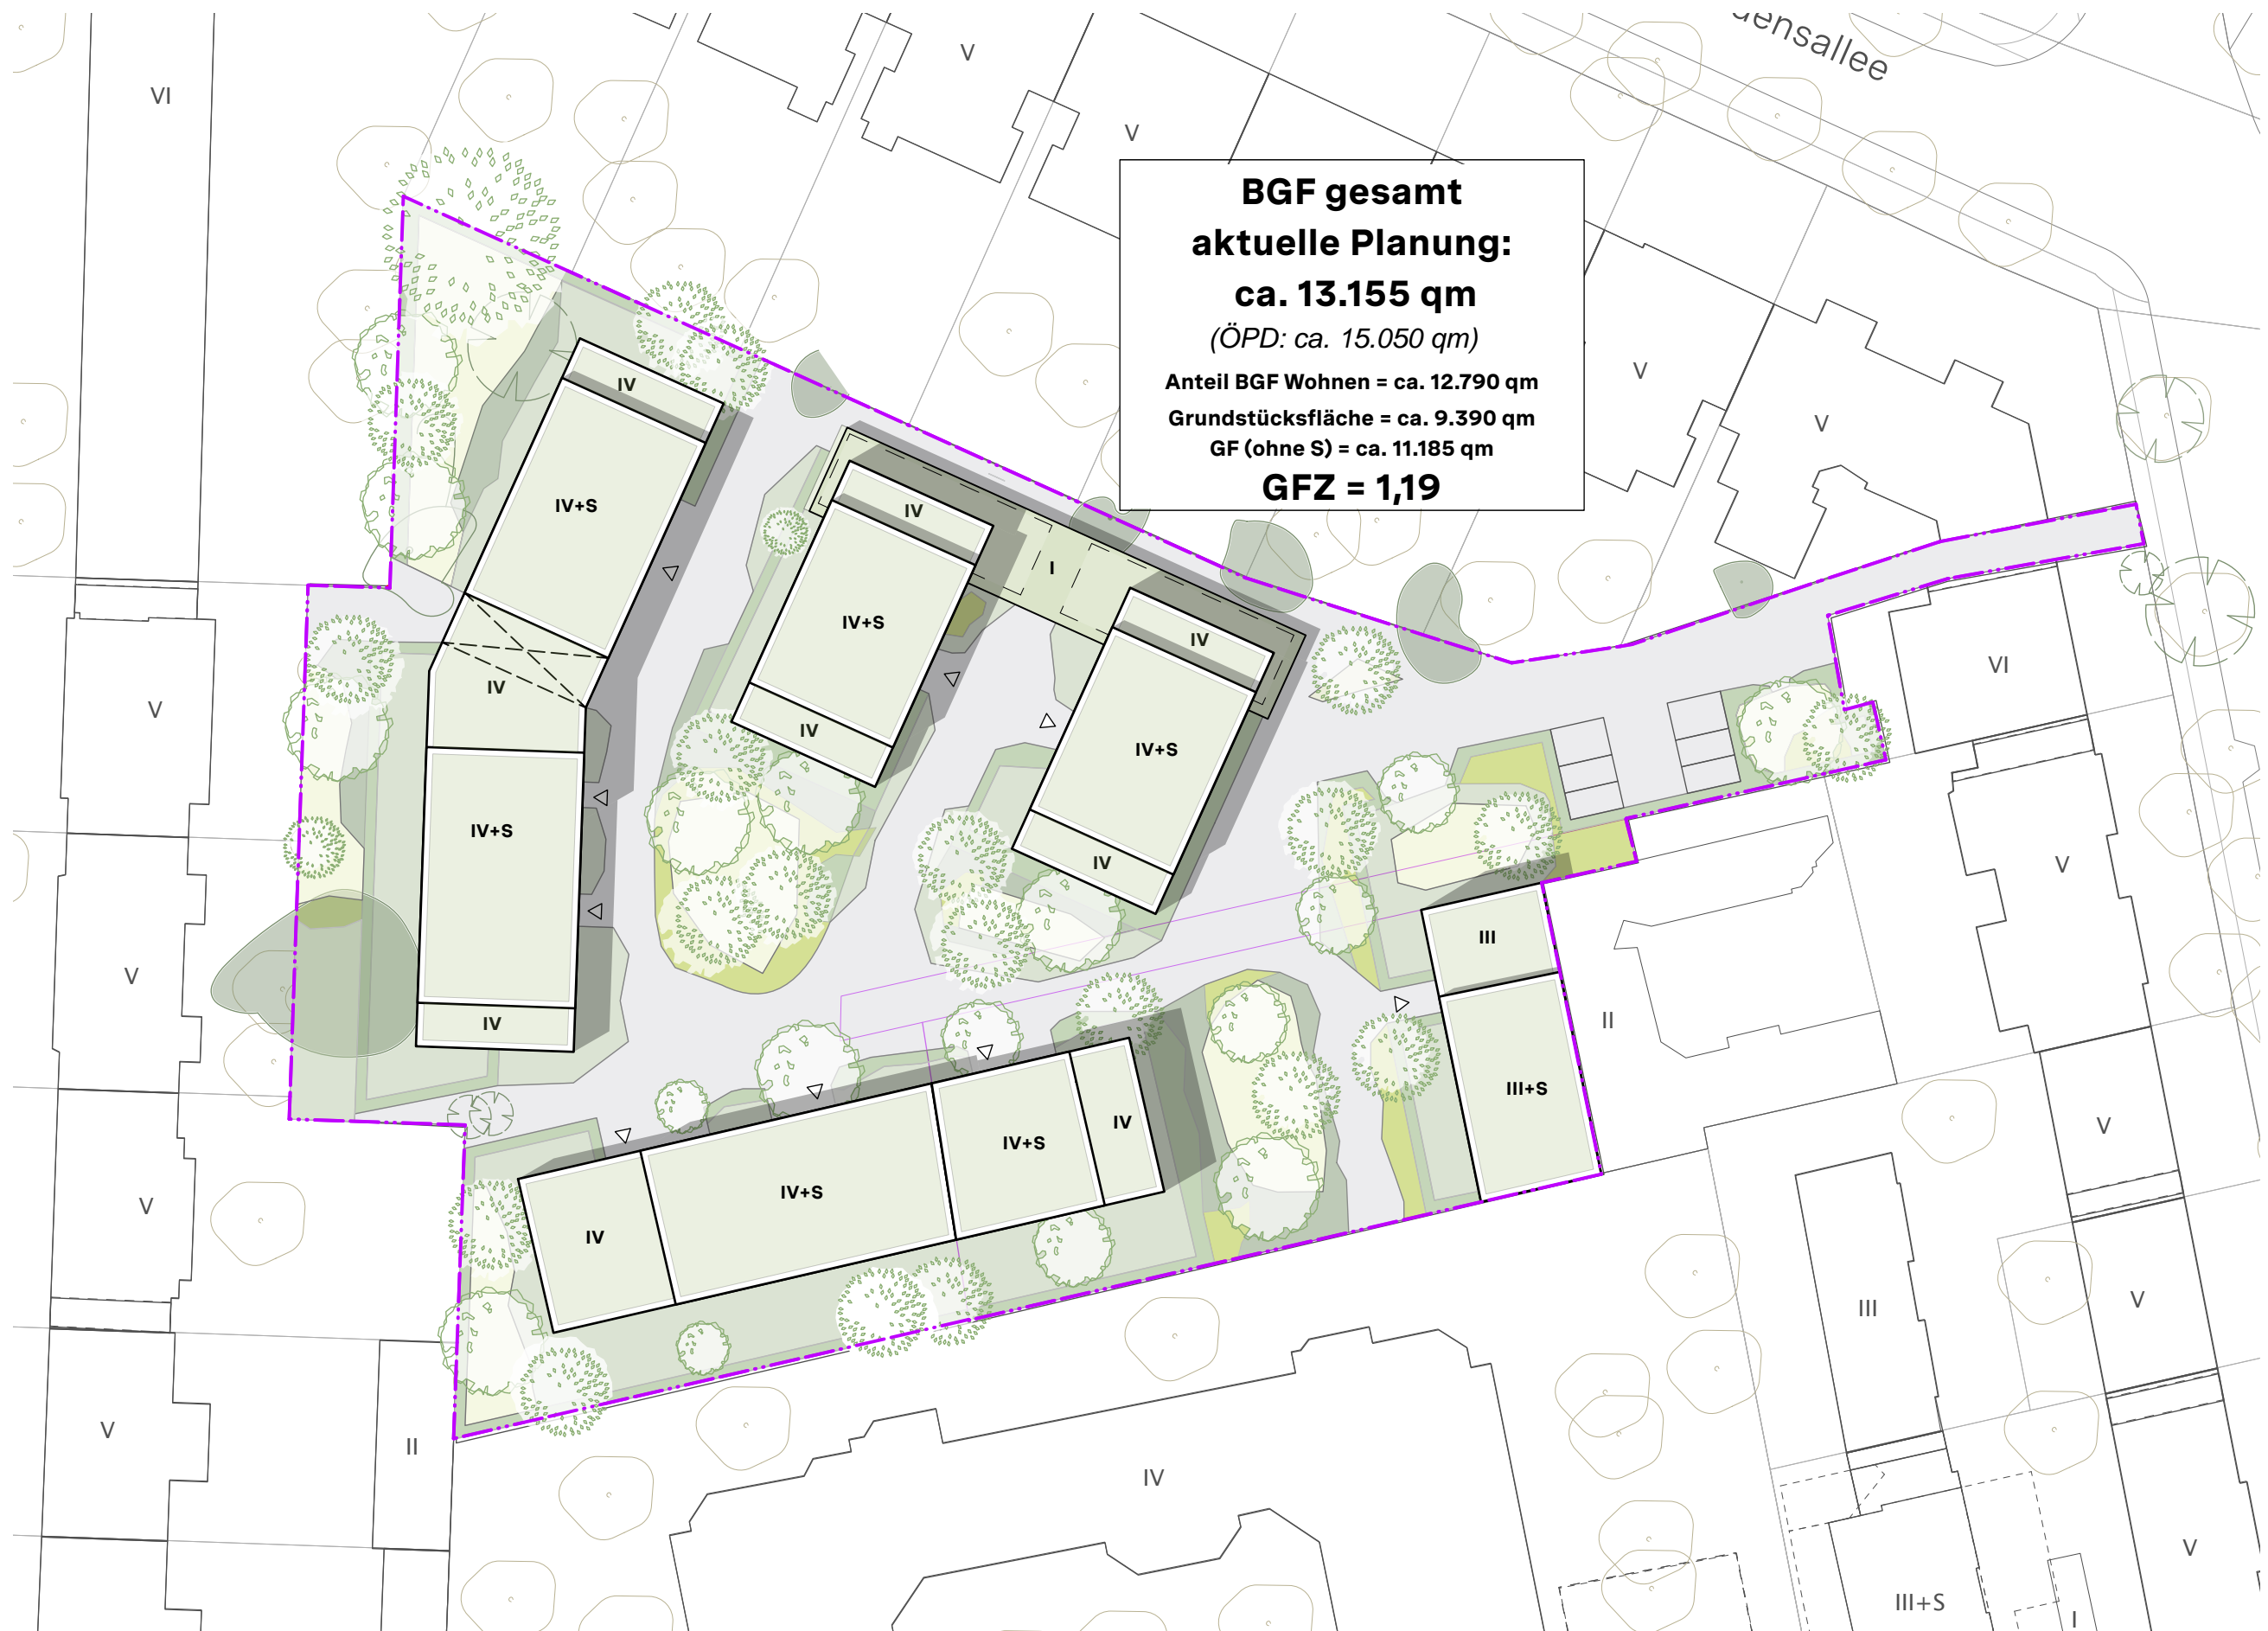 densallee
VI
V
V
BGF gesamt
aktuelle Planung:
ca. 13.155 qm
(ÖPD: ca. 15.050 qm)
Anteil BGF Wohnen = ca. 12.790 qm
Grundstücksfläche = ca. 9.390 qm
GF (ohne S) = ca. 11.185 qm
GFZ = 1,19
V
IV
V
IV+S
IV
I
IV+S
IV
VI
IV
V
IV
IV+S
IV+S
IV
V
III
V
IV
II
III+S
IV
V
IV+S
V
IV+S
IV
V
III
V
V
II
IV
V
III+S
I